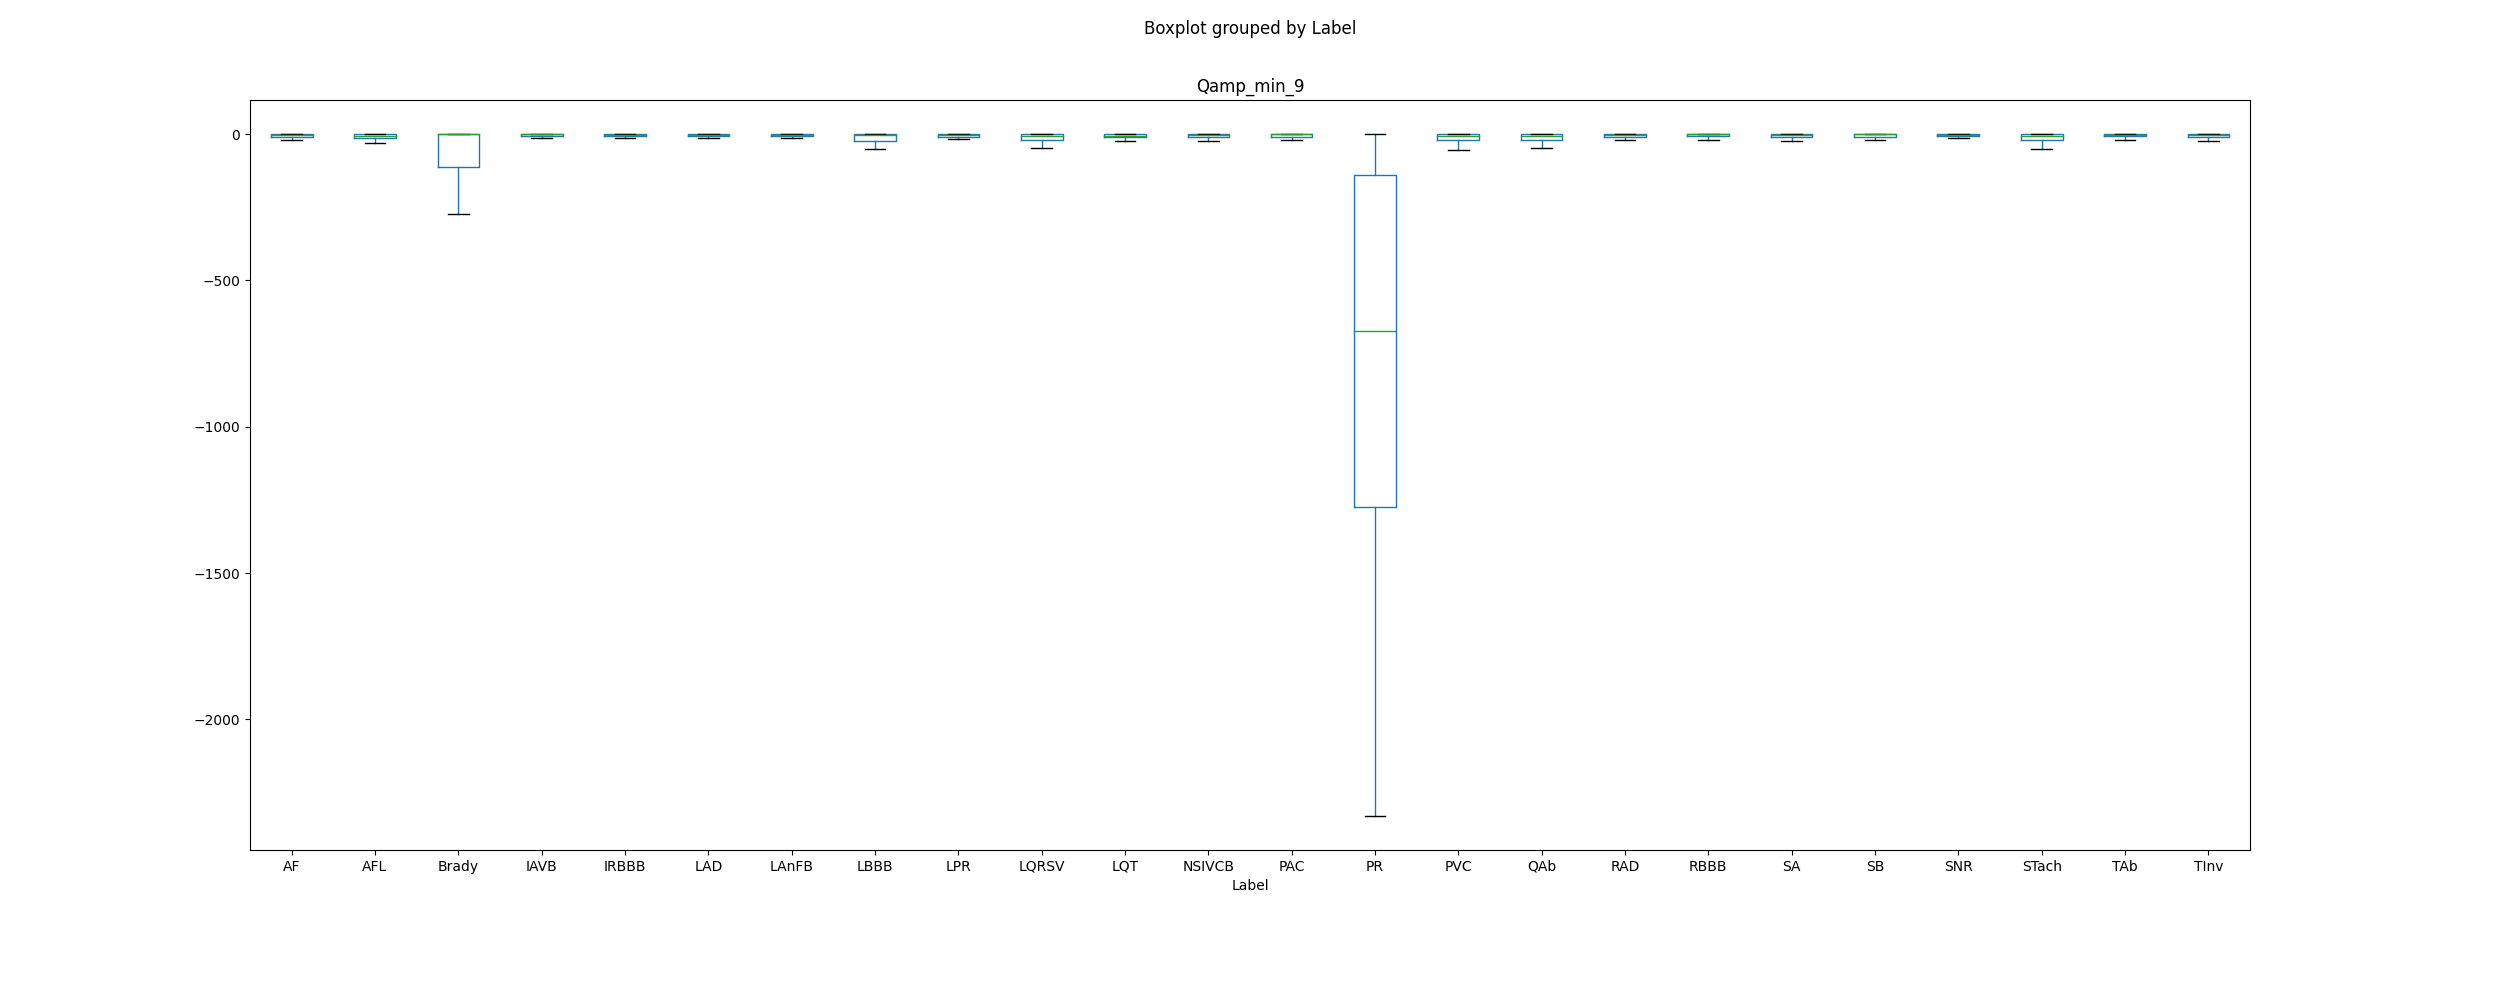 Boxplot grouped by Label
Qamp_min_9
0
−500
−1000
−1500
−2000
AF AFL Brady IAVB IRBBB LAD LAnFB LBBB LPR LQRSV LQT NSIVCB PAC PR PVC QAb RAD RBBB SA SB SNR STach TAb TInv
Label